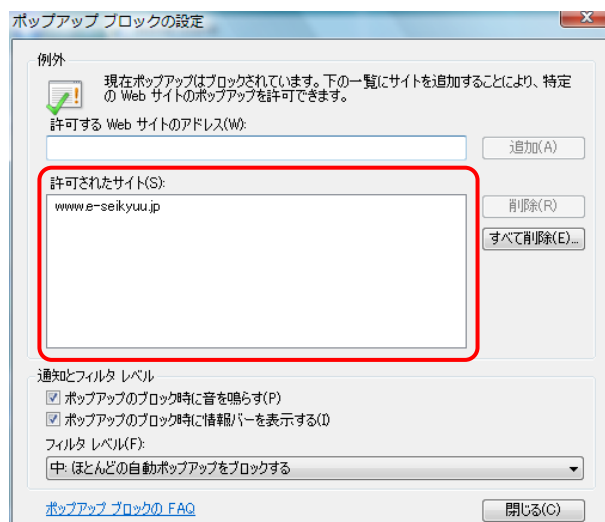 ポップアップ ブロックの設定
例外
現在ポップアップはブロックされています。下の一覧にサイトを追加することにより、特定
の Web サイトのポップアップを許可できます。
許可する Web サイトのアドレス(W):
追加(A)
許可されたサイト(S):
www.e-seikyuu.jp
削除(R)
すべて削除(E)...
通知とフィルタ レベル
ポップアップのブロック時に音を鳴らす(P)
ポップアップのブロック時に情報バーを表示する(I)
フィルタ レベル(F):
中: ほとんどの自動ポップアップをブロックする
ポップアップ ブロックの FAQ
閉じる(C)